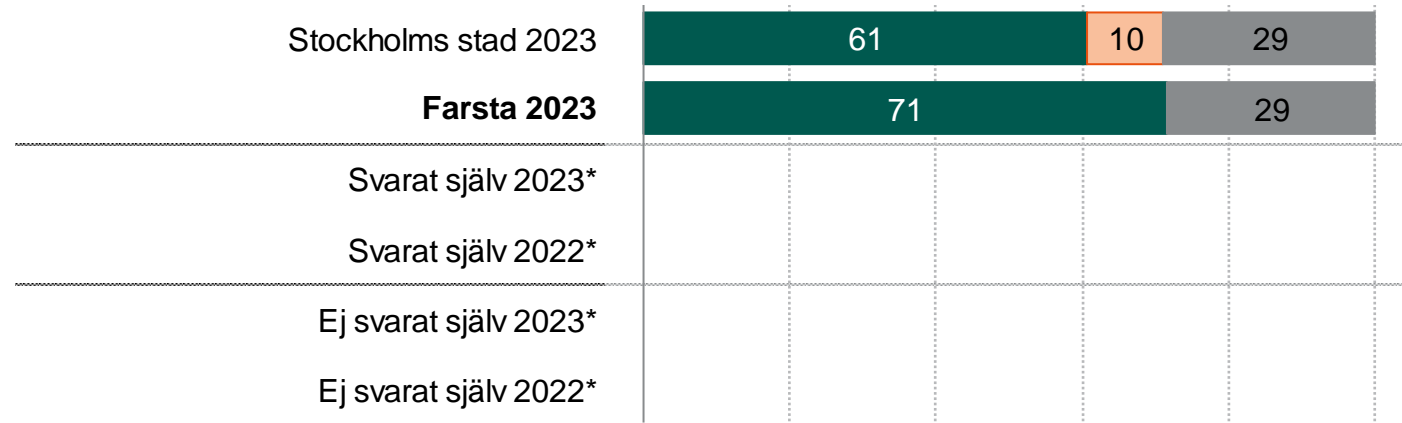 Stockholms stad 2023 61 10 29
Farsta 2023 71 29
Svarat själv 2023*
Svarat själv 2022*
Ej svarat själv 2023*
Ej svarat själv 2022*